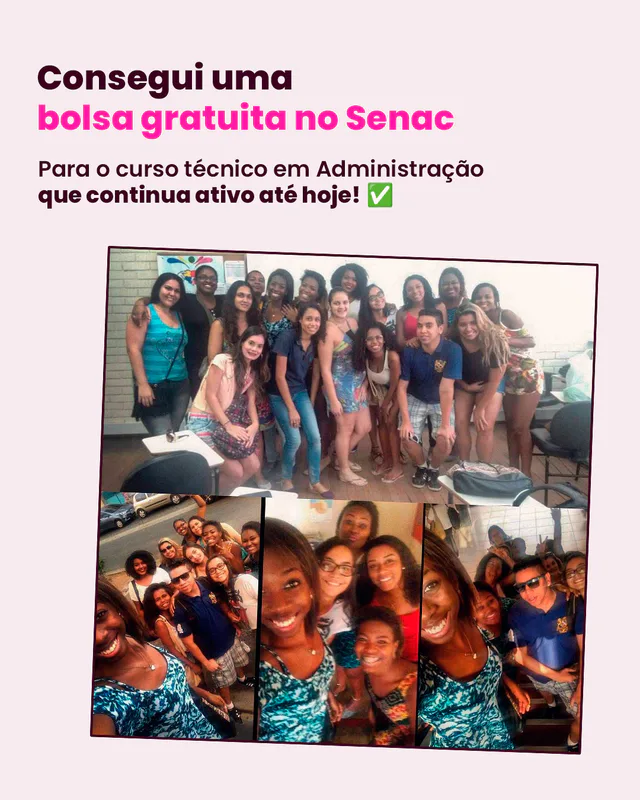 Consegui uma
bolsa gratuita no Senac
Para o curso técnico em Administração
que continua ativo até hoje! ✅